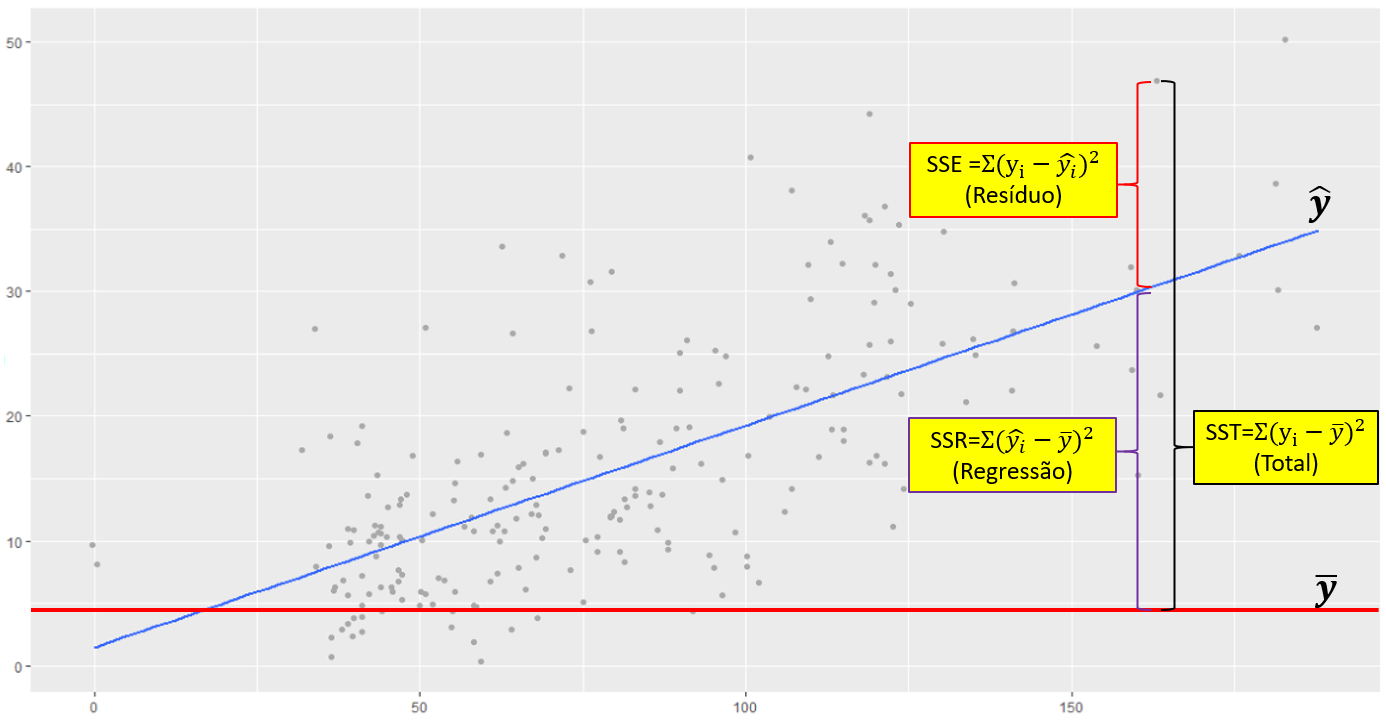 50
40
30
20
10
0
0
50
100
150
SSE =Σ(yᵢ − ŷᵢ)²
(Resíduo)
ŷ
SSR=Σ(ŷᵢ − ȳ)²
(Regressão)
SST=Σ(yᵢ − ȳ)²
(Total)
ȳ